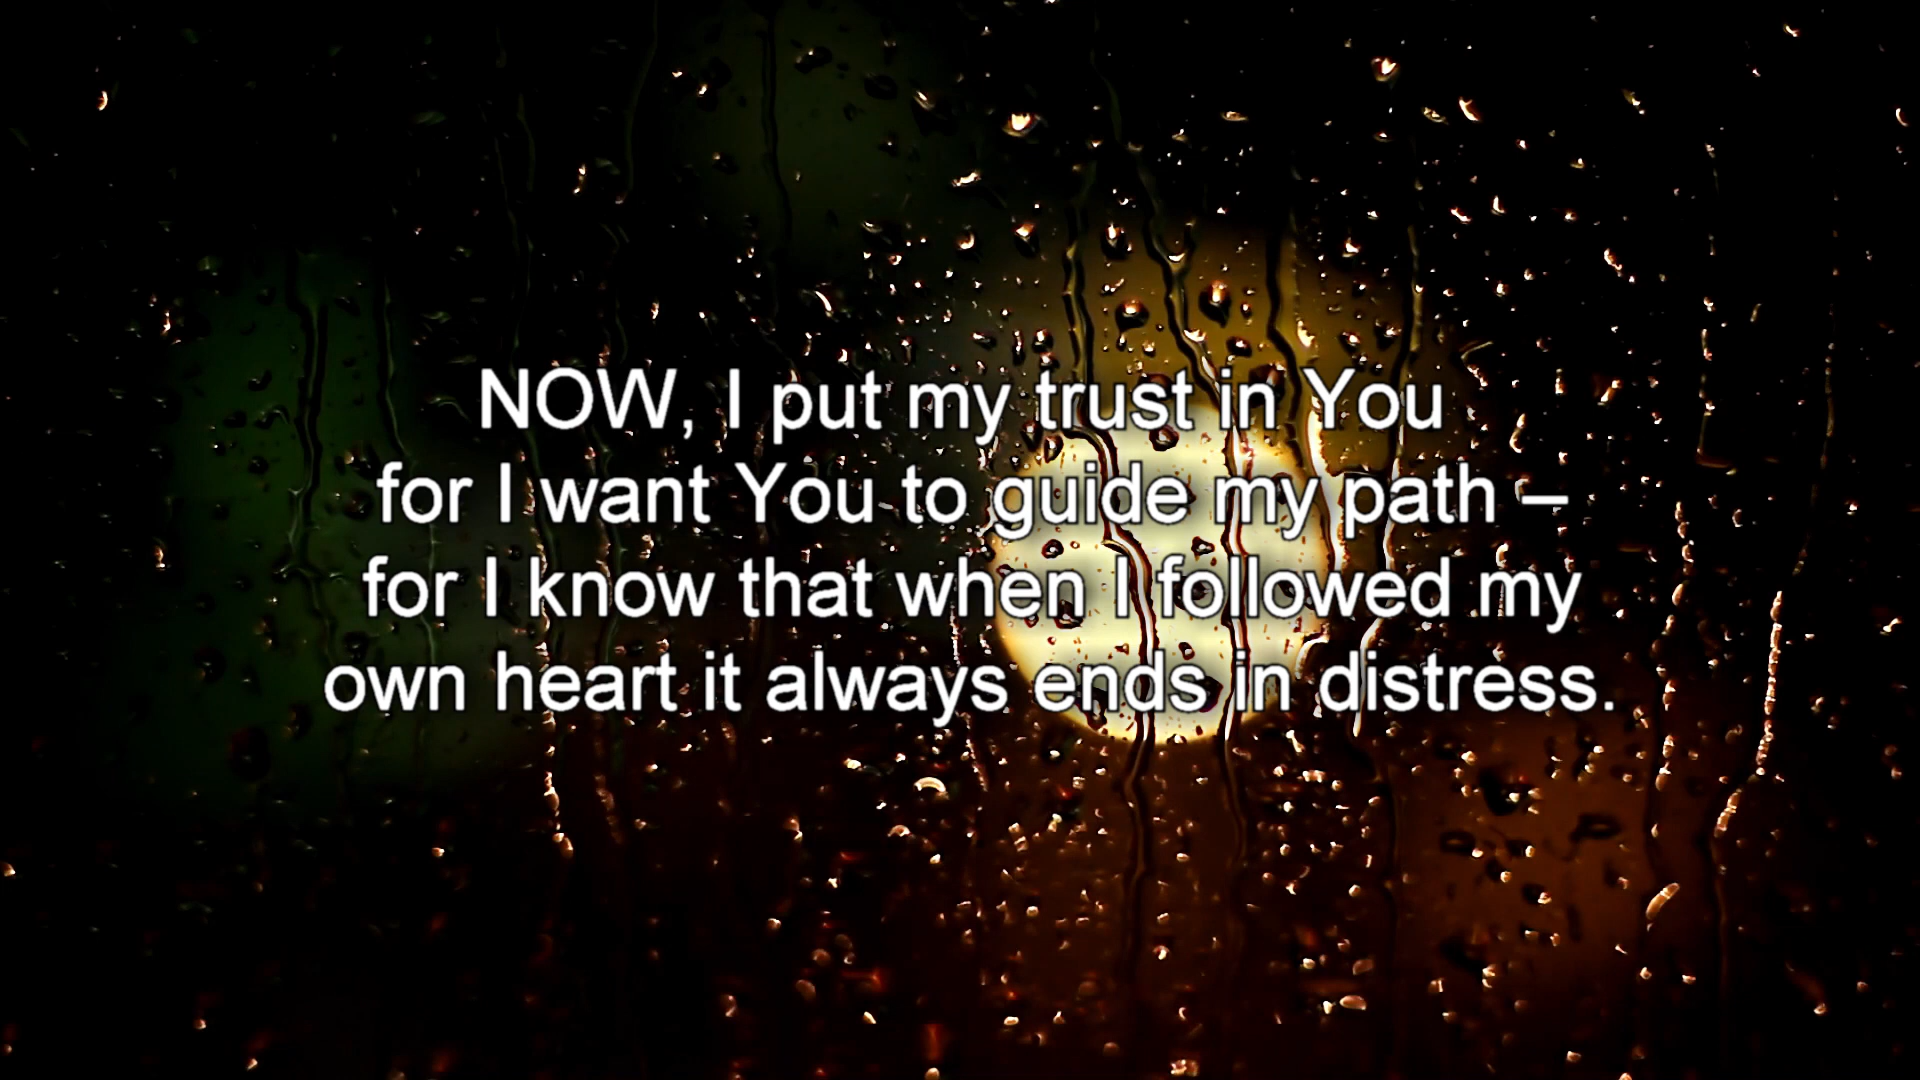 NOW, I put my trust in You
for I want You to guide my path –
for I know that when I followed my
own heart it always ends in distress.